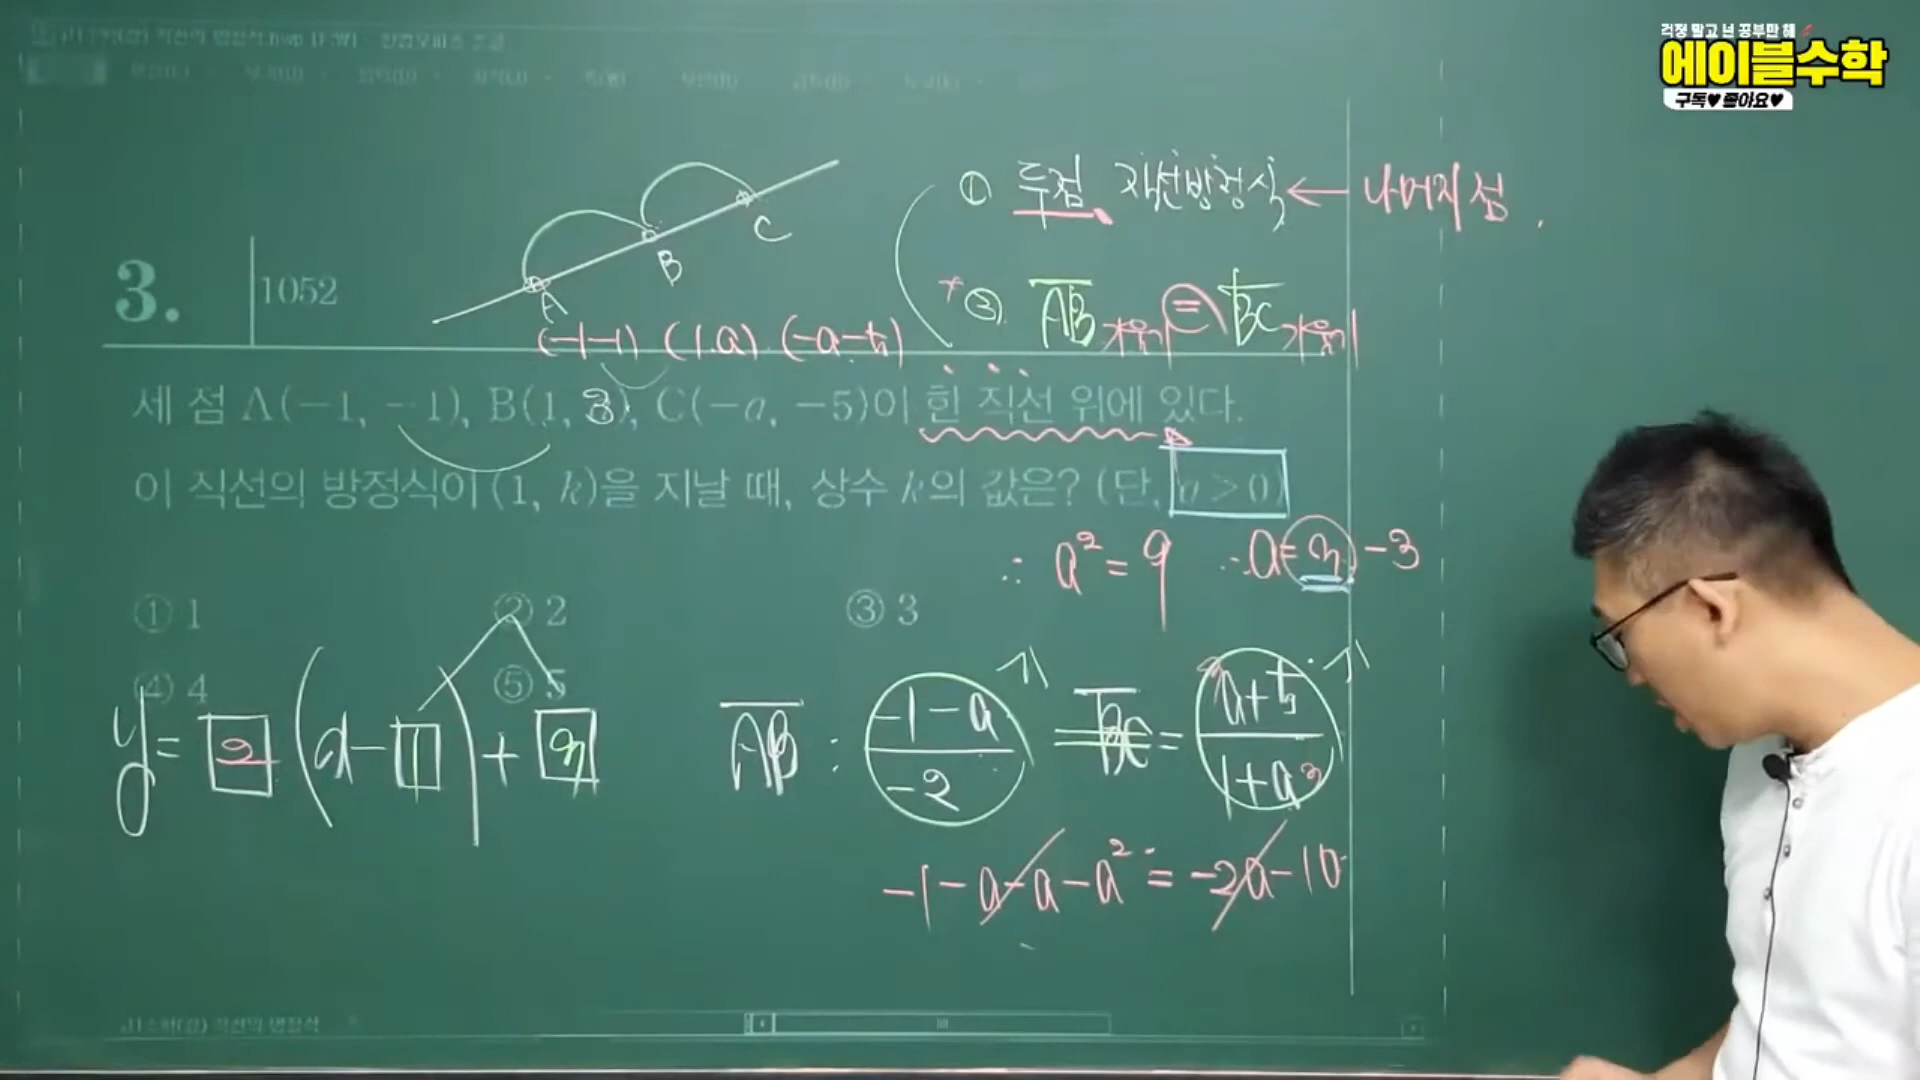 걱정 말고 넌 공부만 해
에이블수학
구독♥ 좋아요♥
① 두점 직선방정식 ← 나머지 점.
② AB 기울기 = BC 기울기
A B C
(-1-1) (1.a) (-a-5)
3. 1052
세 점 A(-1, -1), B(1, 3), C(-a, -5)이 한 직선 위에 있다.
이 직선의 방정식이 (1, k)을 지날 때, 상수 k의 값은? (단, a > 0)
∴ a² = 9 ∴ a = 3, -3
① 1 ② 2 ③ 3
④ 4 ⑤ 5
y = 2 (x - 1) + 3
AB : -1-a / -2 = BC = a+5 / 1+a
-1-a-a-a² = -2a-10